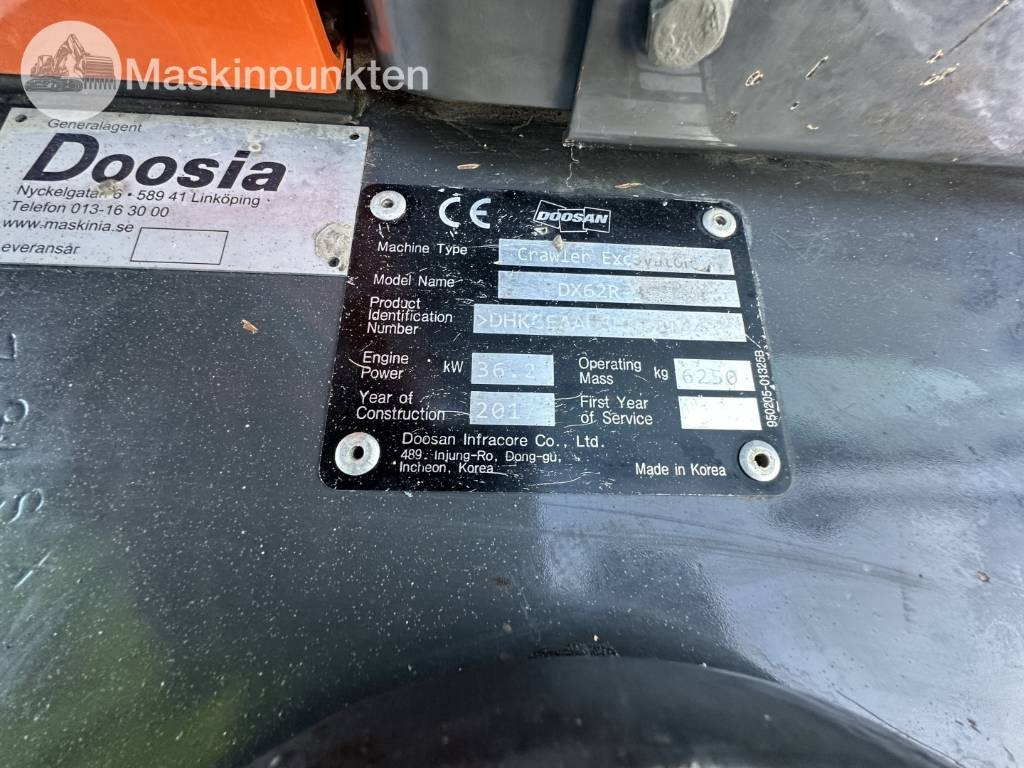 Maskinpunkten
Generalagent
Doosia
Nyckelgatan 6 • 589 41 Linköping
Telefon 013-16 30 00
www.maskinia.se
Leveransår
CE DOOSAN
Machine Type Crawler Excavator
Model Name DX62R
Product
Identification
Number
Engine
Power kW 36.2
Operating
Mass kg 6250
Year of
Construction
First Year
of Service
Doosan Infracore Co., Ltd.
489, Injung-Ro, Dong-gu,
Incheon, Korea
Made in Korea
950205-01325B